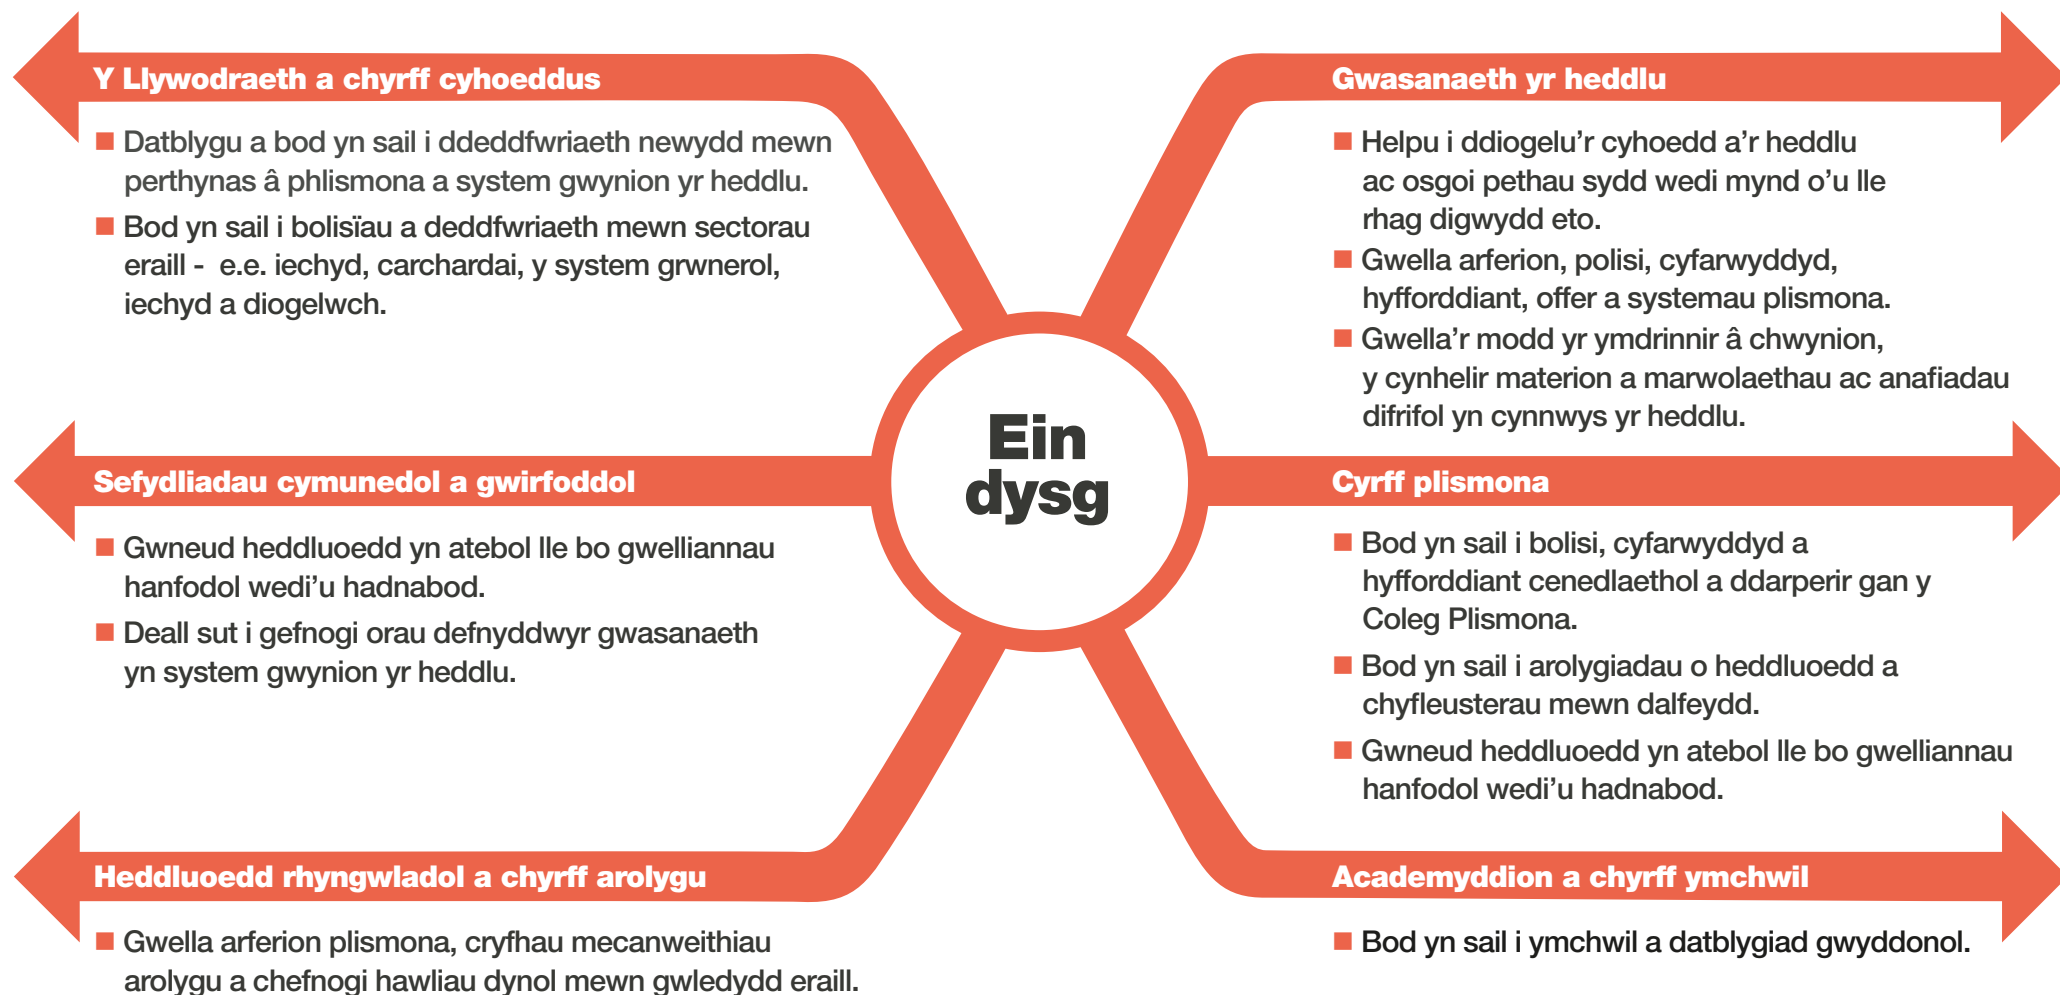 Y Llywodraeth a chyrff cyhoeddus
Datblygu a bod yn sail i ddeddfwriaeth newydd mewn
perthynas â phlismona a system gwynion yr heddlu.
Bod yn sail i bolisïau a deddfwriaeth mewn sectorau
eraill - e.e. iechyd, carchardai, y system grwnerol,
iechyd a diogelwch.
Sefydliadau cymunedol a gwirfoddol
Gwneud heddluoedd yn atebol lle bo gwelliannau
hanfodol wedi’u hadnabod.
Deall sut i gefnogi orau defnyddwyr gwasanaeth
yn system gwynion yr heddlu.
Heddluoedd rhyngwladol a chyrff arolygu
Gwella arferion plismona, cryfhau mecanweithiau
arolygu a chefnogi hawliau dynol mewn gwledydd eraill.
Ein
dysg
Gwasanaeth yr heddlu
Helpu i ddiogelu’r cyhoedd a’r heddlu
ac osgoi pethau sydd wedi mynd o’u lle
rhag digwydd eto.
Gwella arferion, polisi, cyfarwyddyd,
hyfforddiant, offer a systemau plismona.
Gwella’r modd yr ymdrinnir â chwynion,
y cynhelir materion a marwolaethau ac anafiadau
difrifol yn cynnwys yr heddlu.
Cyrff plismona
Bod yn sail i bolisi, cyfarwyddyd a
hyfforddiant cenedlaethol a ddarperir gan y
Coleg Plismona.
Bod yn sail i arolygiadau o heddluoedd a
chyfleusterau mewn dalfeydd.
Gwneud heddluoedd yn atebol lle bo gwelliannau
hanfodol wedi’u hadnabod.
Academyddion a chyrff ymchwil
Bod yn sail i ymchwil a datblygiad gwyddonol.